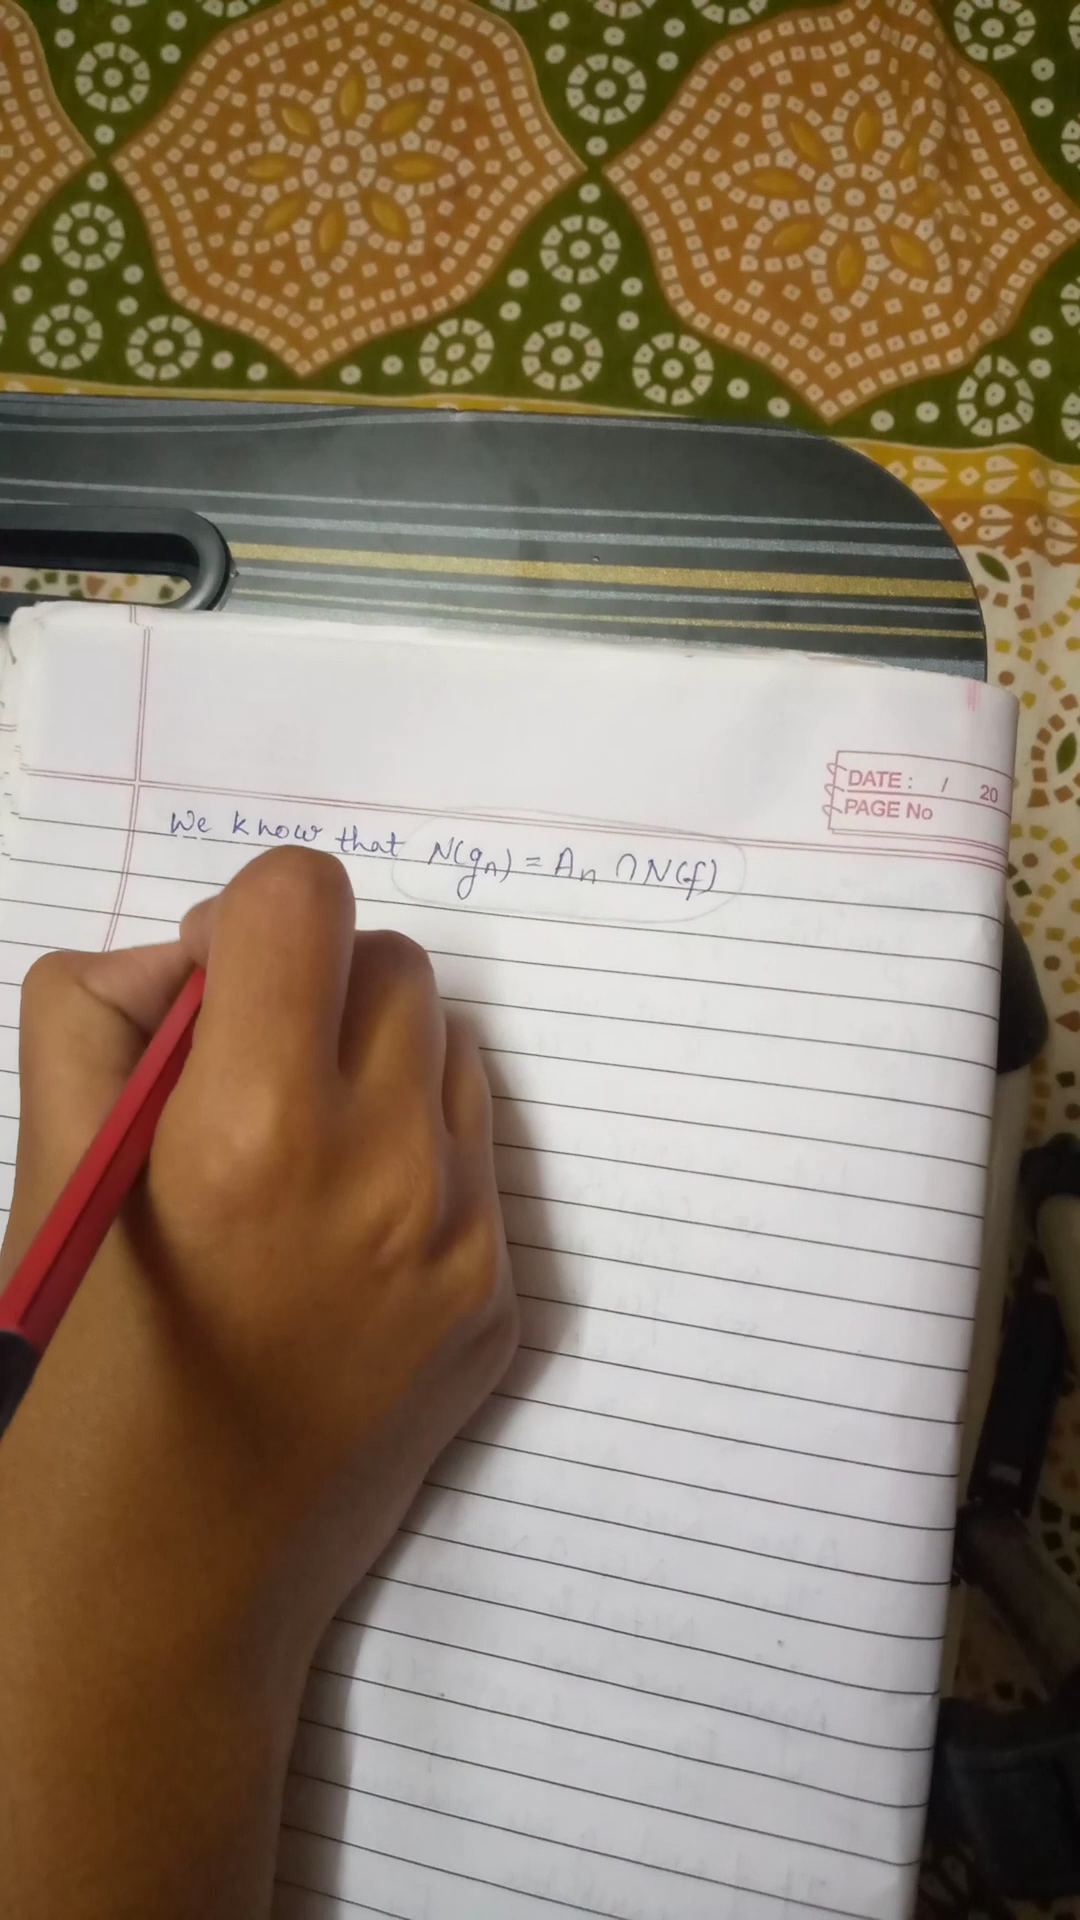 DATE: / 20
PAGE No
We know that N(gn) = An ∩ N(f)